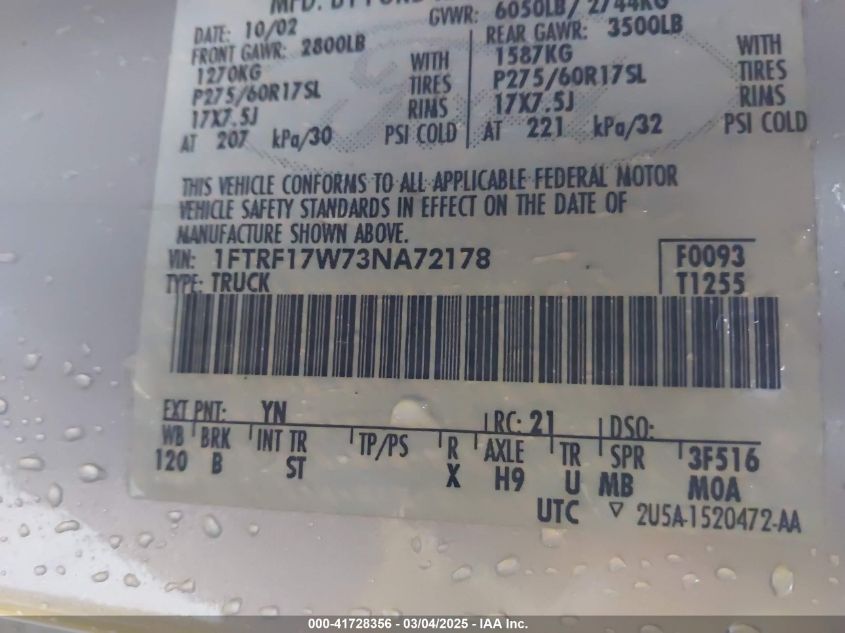 MFD. BY FORD
DATE: 10/02 GVWR: 6050LB/ 2744KG
FRONT GAWR: 2800LB REAR GAWR: 3500LB
1270KG WITH 1587KG WITH
P275/60R17SL TIRES P275/60R17SL TIRES
17X7.5J RIMS 17X7.5J RIMS
AT 207 kPa/30 PSI COLD AT 221 kPa/32 PSI COLD
THIS VEHICLE CONFORMS TO ALL APPLICABLE FEDERAL MOTOR
VEHICLE SAFETY STANDARDS IN EFFECT ON THE DATE OF
MANUFACTURE SHOWN ABOVE.
VIN: 1FTRF17W73NA72178 F0093
TYPE: TRUCK T1255
EXT PNT: YN RC: 21 DSO:
WB BRK INT TR TP/PS R AXLE TR SPR 3F516
120 B ST X H9 U MB MOA
UTC ▽ 2U5A-1520472-AA
000-41728356 - 03/04/2025 - IAA Inc.